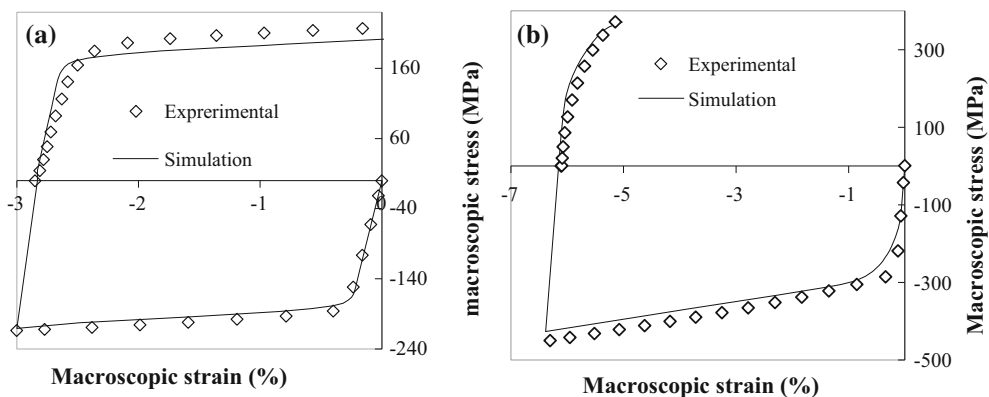 (a)
160
Exprerimental
60
Simulation
-3
-2
-1
0
-40
-140
-240
macroscopic stress (MPa)
Macroscopic strain (%)
(b)
300
Experimental
Simulation
100
-7
-5
-3
-1
-100
-300
-500
Macroscopic stress (MPa)
Macroscopic strain (%)